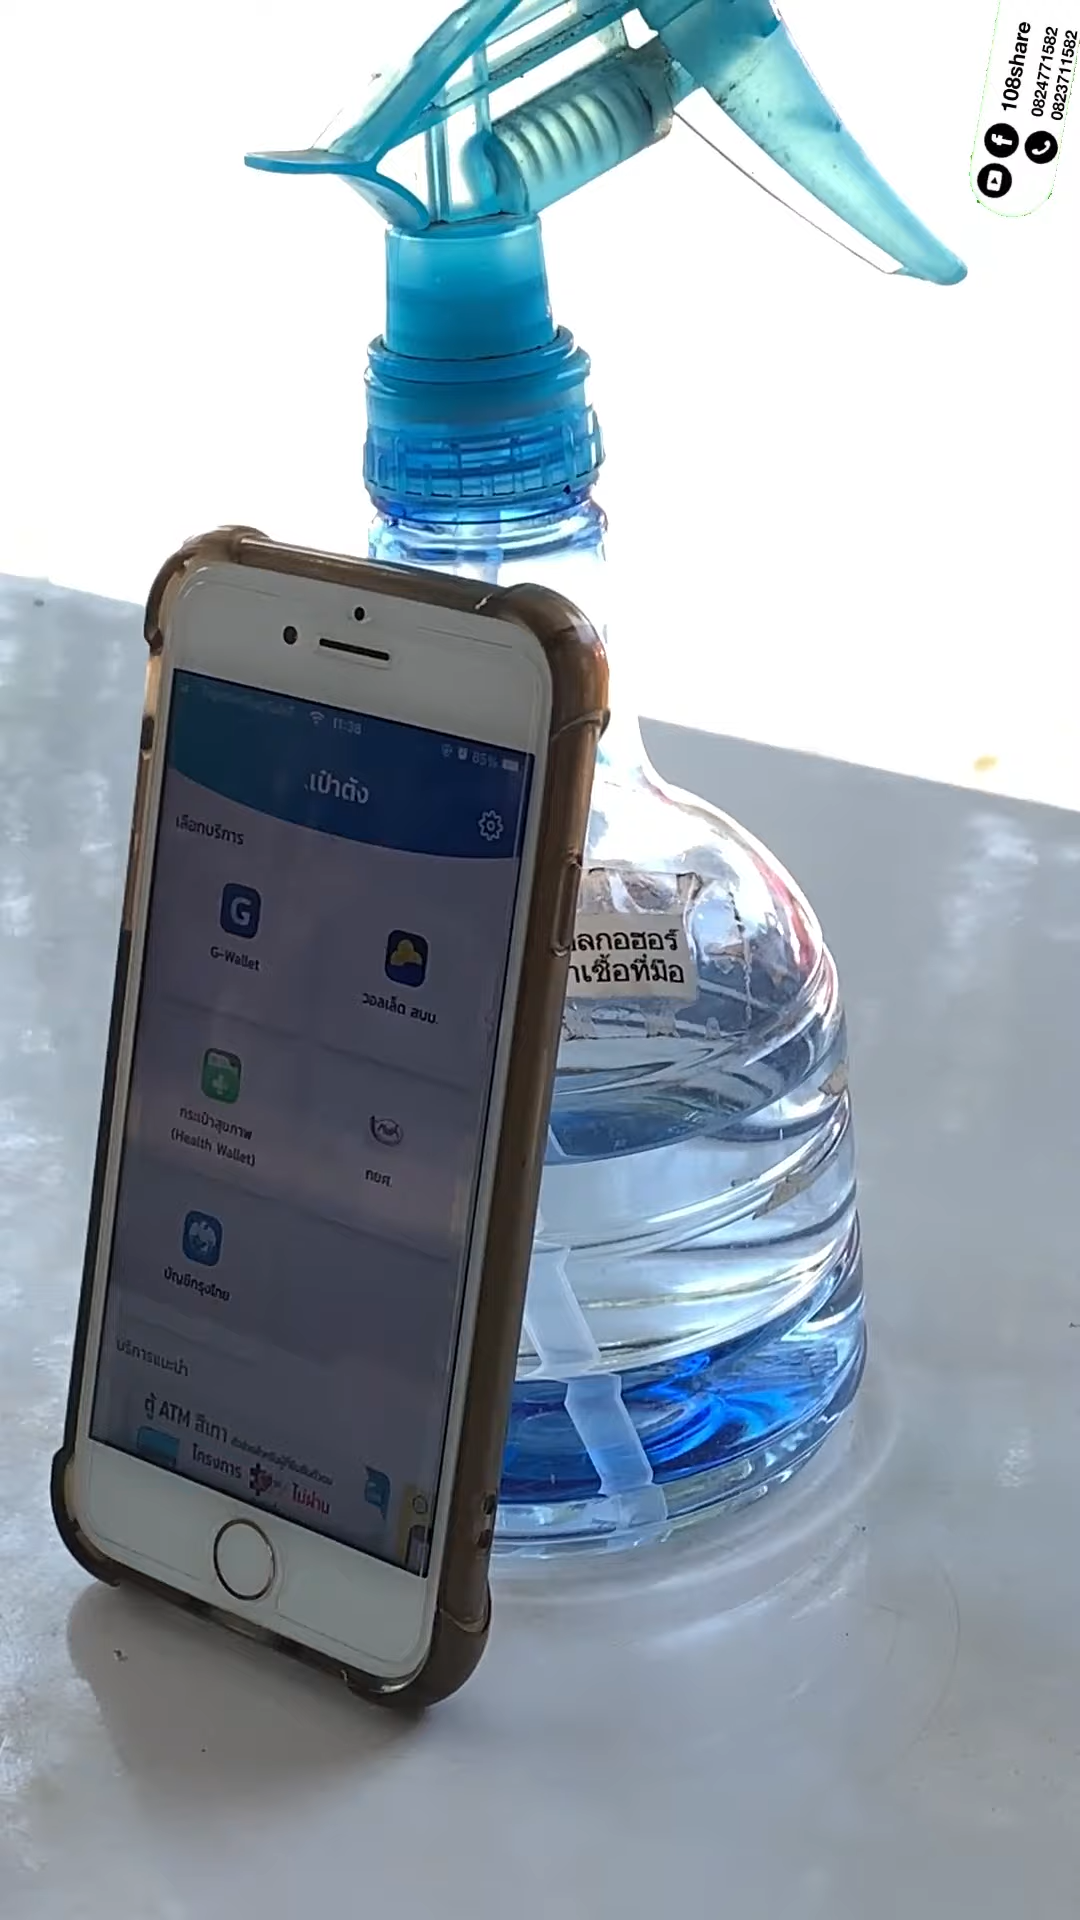 108share
0824771582
0823711582
11:38
85%
เป๋าตัง
เลือกบริการ
G
G-Wallet
วอลเล็ต สบม.
กระเป๋าสุขภาพ
(Health Wallet)
กยศ.
บัญชีกรุงไทย
บริการแนะนำ
ตู้ ATM สีเทา
โครงการ
ไม่ผ่าน
ลกอฮอร์
าเชื้อที่มือ